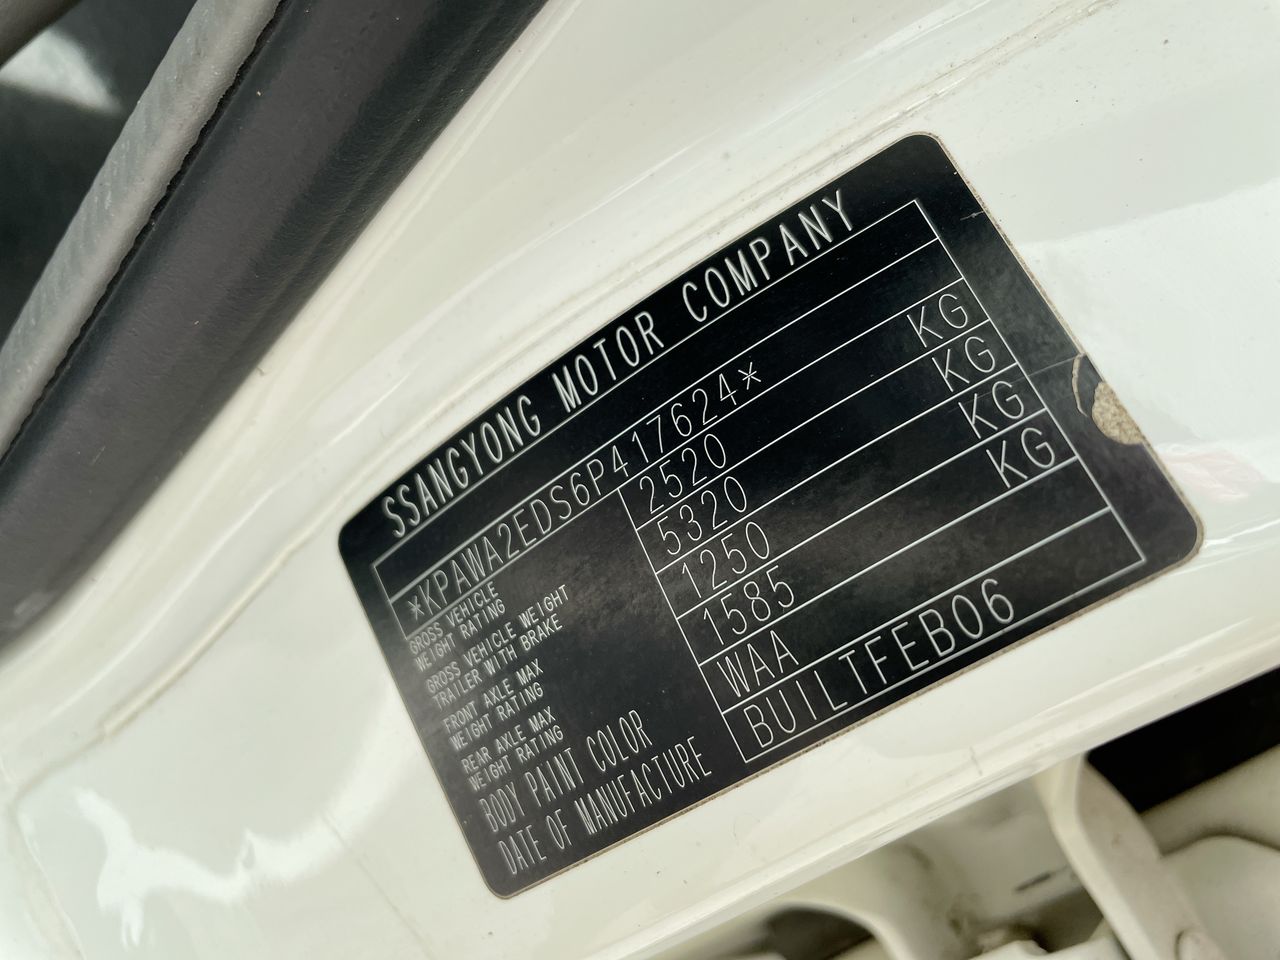 SSANGYONG MOTOR COMPANY
*KPAWA2EDS6P417624*
GROSS VEHICLE
WEIGHT RATING
2520 KG
GROSS VEHICLE WEIGHT
TRAILER WITH BRAKE
5320 KG
FRONT AXLE MAX
WEIGHT RATING
1250 KG
REAR AXLE MAX
WEIGHT RATING
1585 KG
BODY PAINT COLOR
WAA
DATE OF MANUFACTURE
BUILTFEB06